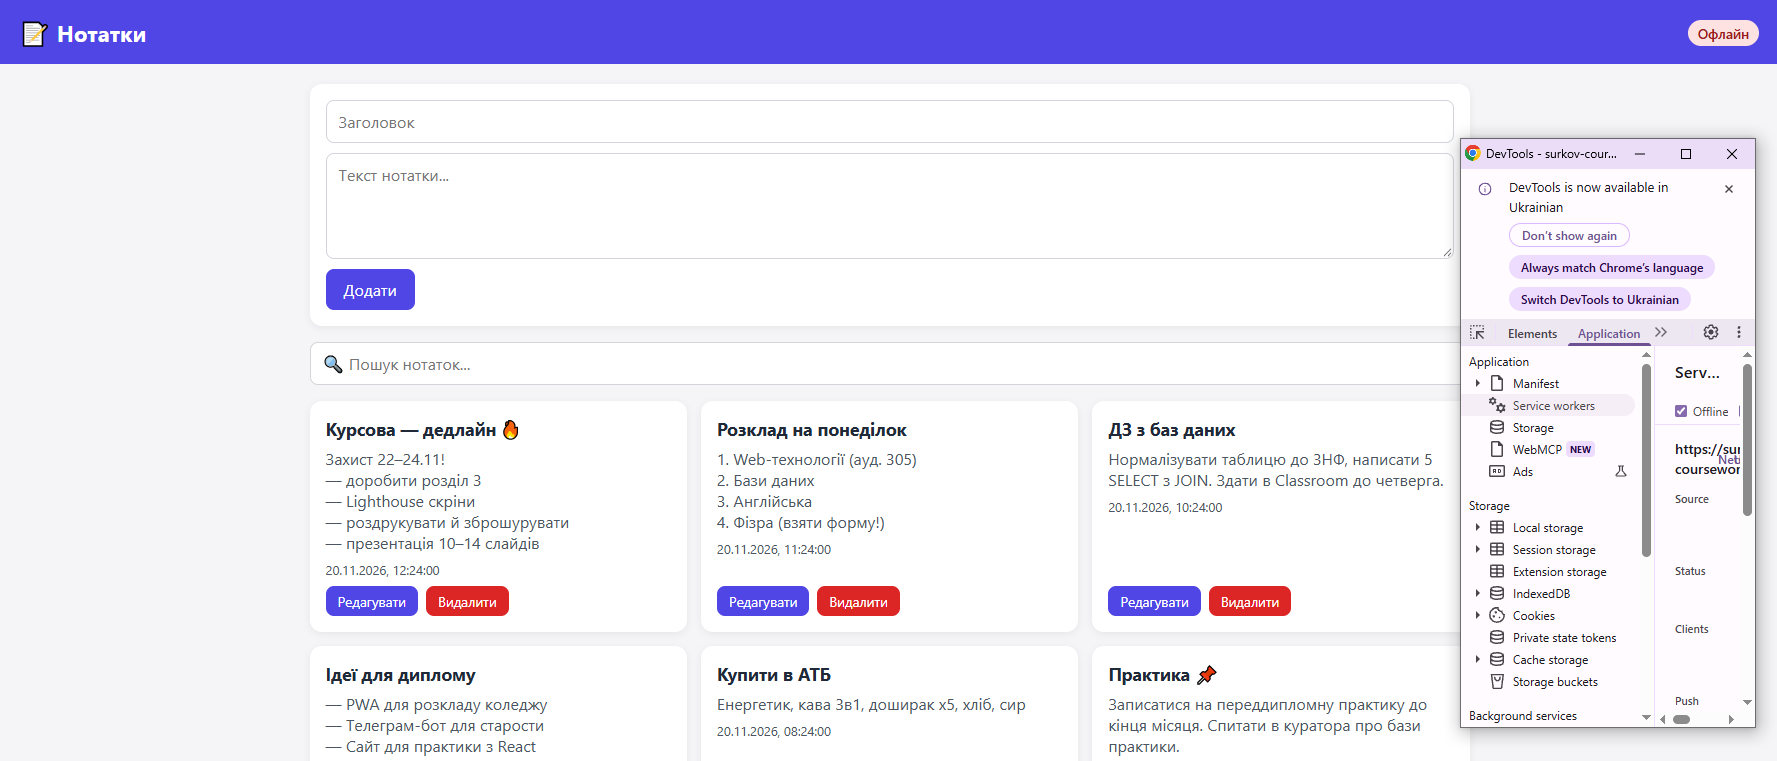 Нотатки
Офлайн
Заголовок
Текст нотатки...
Додати
Пошук нотаток...
Курсова — дедлайн
Захист 22–24.11!
— доробити розділ 3
— Lighthouse скріни
— роздрукувати й зброшурувати
— презентація 10–14 слайдів
20.11.2026, 12:24:00
Редагувати
Видалити
Розклад на понеділок
1. Web-технології (ауд. 305)
2. Бази даних
3. Англійська
4. Фізра (взяти форму!)
20.11.2026, 11:24:00
Редагувати
Видалити
ДЗ з баз даних
Нормалізувати таблицю до 3НФ, написати 5
SELECT з JOIN. Здати в Classroom до четверга.
20.11.2026, 10:24:00
Редагувати
Видалити
Ідеї для диплому
— PWA для розкладу коледжу
— Телеграм-бот для старости
— Сайт для практики з React
Купити в АТБ
Енергетик, кава 3в1, доширак х5, хліб, сир
20.11.2026, 08:24:00
Практика
Записатися на переддипломну практику до
кінця місяця. Спитати в куратора про бази
практики.
DevTools - surkov-cour...
DevTools is now available in
Ukrainian
Don't show again
Always match Chrome's language
Switch DevTools to Ukrainian
Elements
Application
Application
Manifest
Service workers
Storage
WebMCP NEW
Ads
Storage
Local storage
Session storage
Extension storage
IndexedDB
Cookies
Private state tokens
Cache storage
Storage buckets
Background services
Serv...
Offline
https://sur
Net
coursewor
Source
Status
Clients
Push